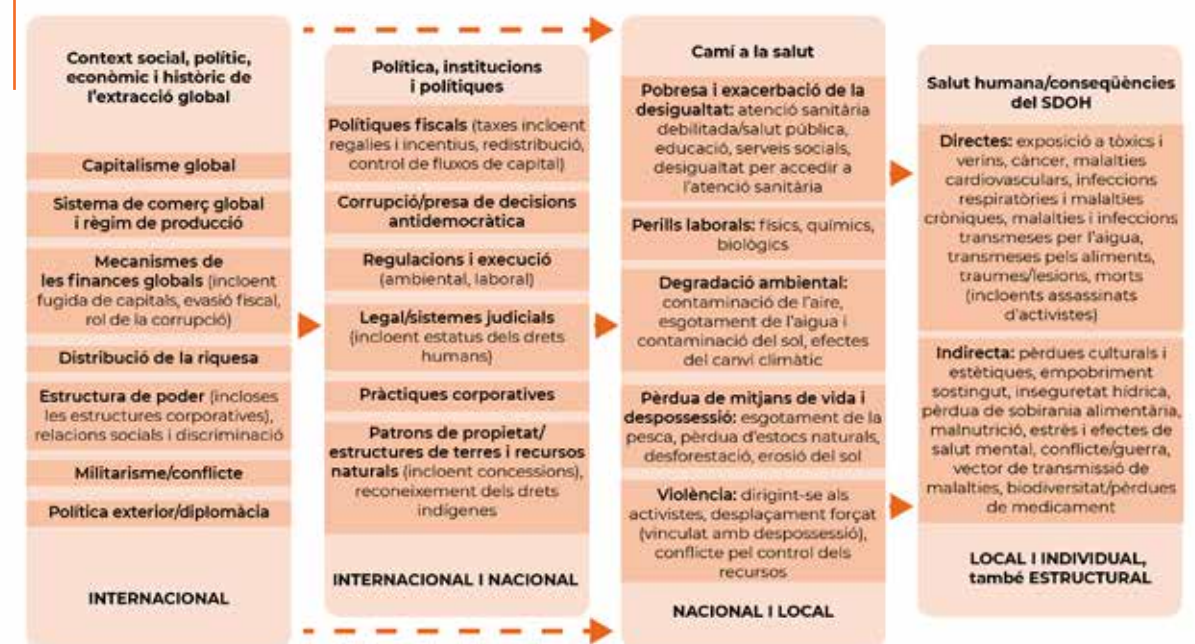 Context social, polític,
econòmic i històric de
l'extracció global
Capitalisme global
Sistema de comerç global
i règim de producció
Mecanismes de
les finances globals (incloent
fugida de capitals, evasió fiscal,
rol de la corrupció)
Distribució de la riquesa
Estructura de poder (incloses
les estructures corporatives),
relacions socials i discriminació
Militarisme/conflicte
Política exterior/diplomàcia
INTERNACIONAL
Política, institucions
i polítiques
Polítiques fiscals (taxes incloent
regalies i incentius, redistribució,
control de fluxos de capital)
Corrupció/presa de decisions
antidemocràtica
Regulacions i execució
(ambiental, laboral)
Legal/sistemes judicials
(incloent estatus dels drets
humans)
Pràctiques corporatives
Patrons de propietat/
estructures de terres i recursos
naturals (incloent concessions),
reconeixement dels drets
indígenes
INTERNACIONAL I NACIONAL
Camí a la salut
Pobresa i exacerbació de la
desigualtat: atenció sanitària
debilitada/salut pública,
educació, serveis socials,
desigualtat per accedir a
l'atenció sanitària
Perills laborals: físics, químics,
biològics
Degradació ambiental:
contaminació de l'aire,
esgotament de l'aigua i
contaminació del sol, efectes
del canvi climàtic
Pèrdua de mitjans de vida i
despossessió: esgotament de la
pesca, pèrdua d'estocs naturals,
desforestació, erosió del sol
Violència: dirigint-se als
activistes, desplaçament forçat
(vinculat amb despossessió),
conflicte pel control dels
recursos
NACIONAL I LOCAL
Salut humana/conseqüències
del SDOH
Directes: exposició a tòxics i
verins, càncer, malalties
cardiovasculars, infeccions
respiratòries i malalties
cròniques, malalties i infeccions
transmeses per l'aigua,
transmeses pels aliments,
traumes/lesions, morts
(incloents assassinats
d'activistes)
Indirecta: pèrdues culturals i
estètiques, empobriment
sostingut, inseguretat hídrica,
pèrdua de sobirania alimentària,
malnutrició, estrès i efectes de
salut mental, conflicte/guerra,
vector de transmissió de
malalties, biodiversitat/pèrdues
de medicament
LOCAL I INDIVIDUAL,
també ESTRUCTURAL